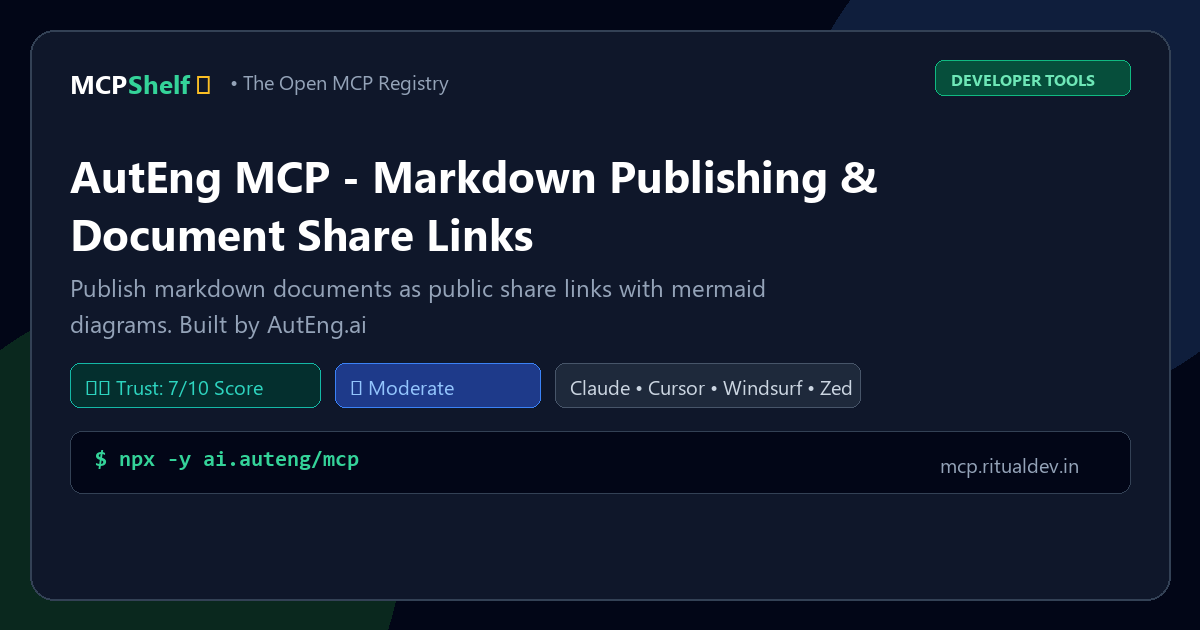 MCPShelf • The Open MCP Registry
DEVELOPER TOOLS
AutEng MCP - Markdown Publishing &
Document Share Links
Publish markdown documents as public share links with mermaid
diagrams. Built by AutEng.ai
Trust: 7/10 Score
Moderate
Claude • Cursor • Windsurf • Zed
$ npx -y ai.auteng/mcp
mcp.ritualdev.in